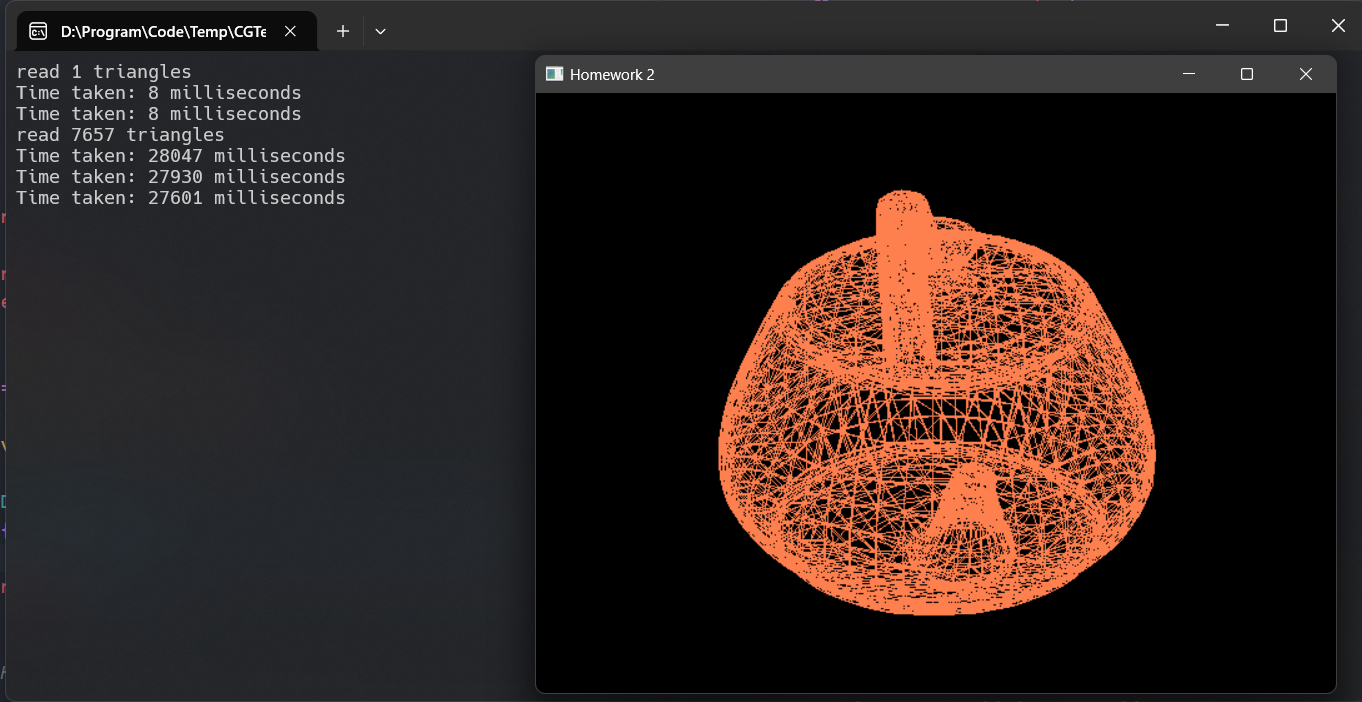 D:\Program\Code\Temp\CGTe
read 1 triangles
Time taken: 8 milliseconds
Time taken: 8 milliseconds
read 7657 triangles
Time taken: 28047 milliseconds
Time taken: 27930 milliseconds
Time taken: 27601 milliseconds
Homework 2